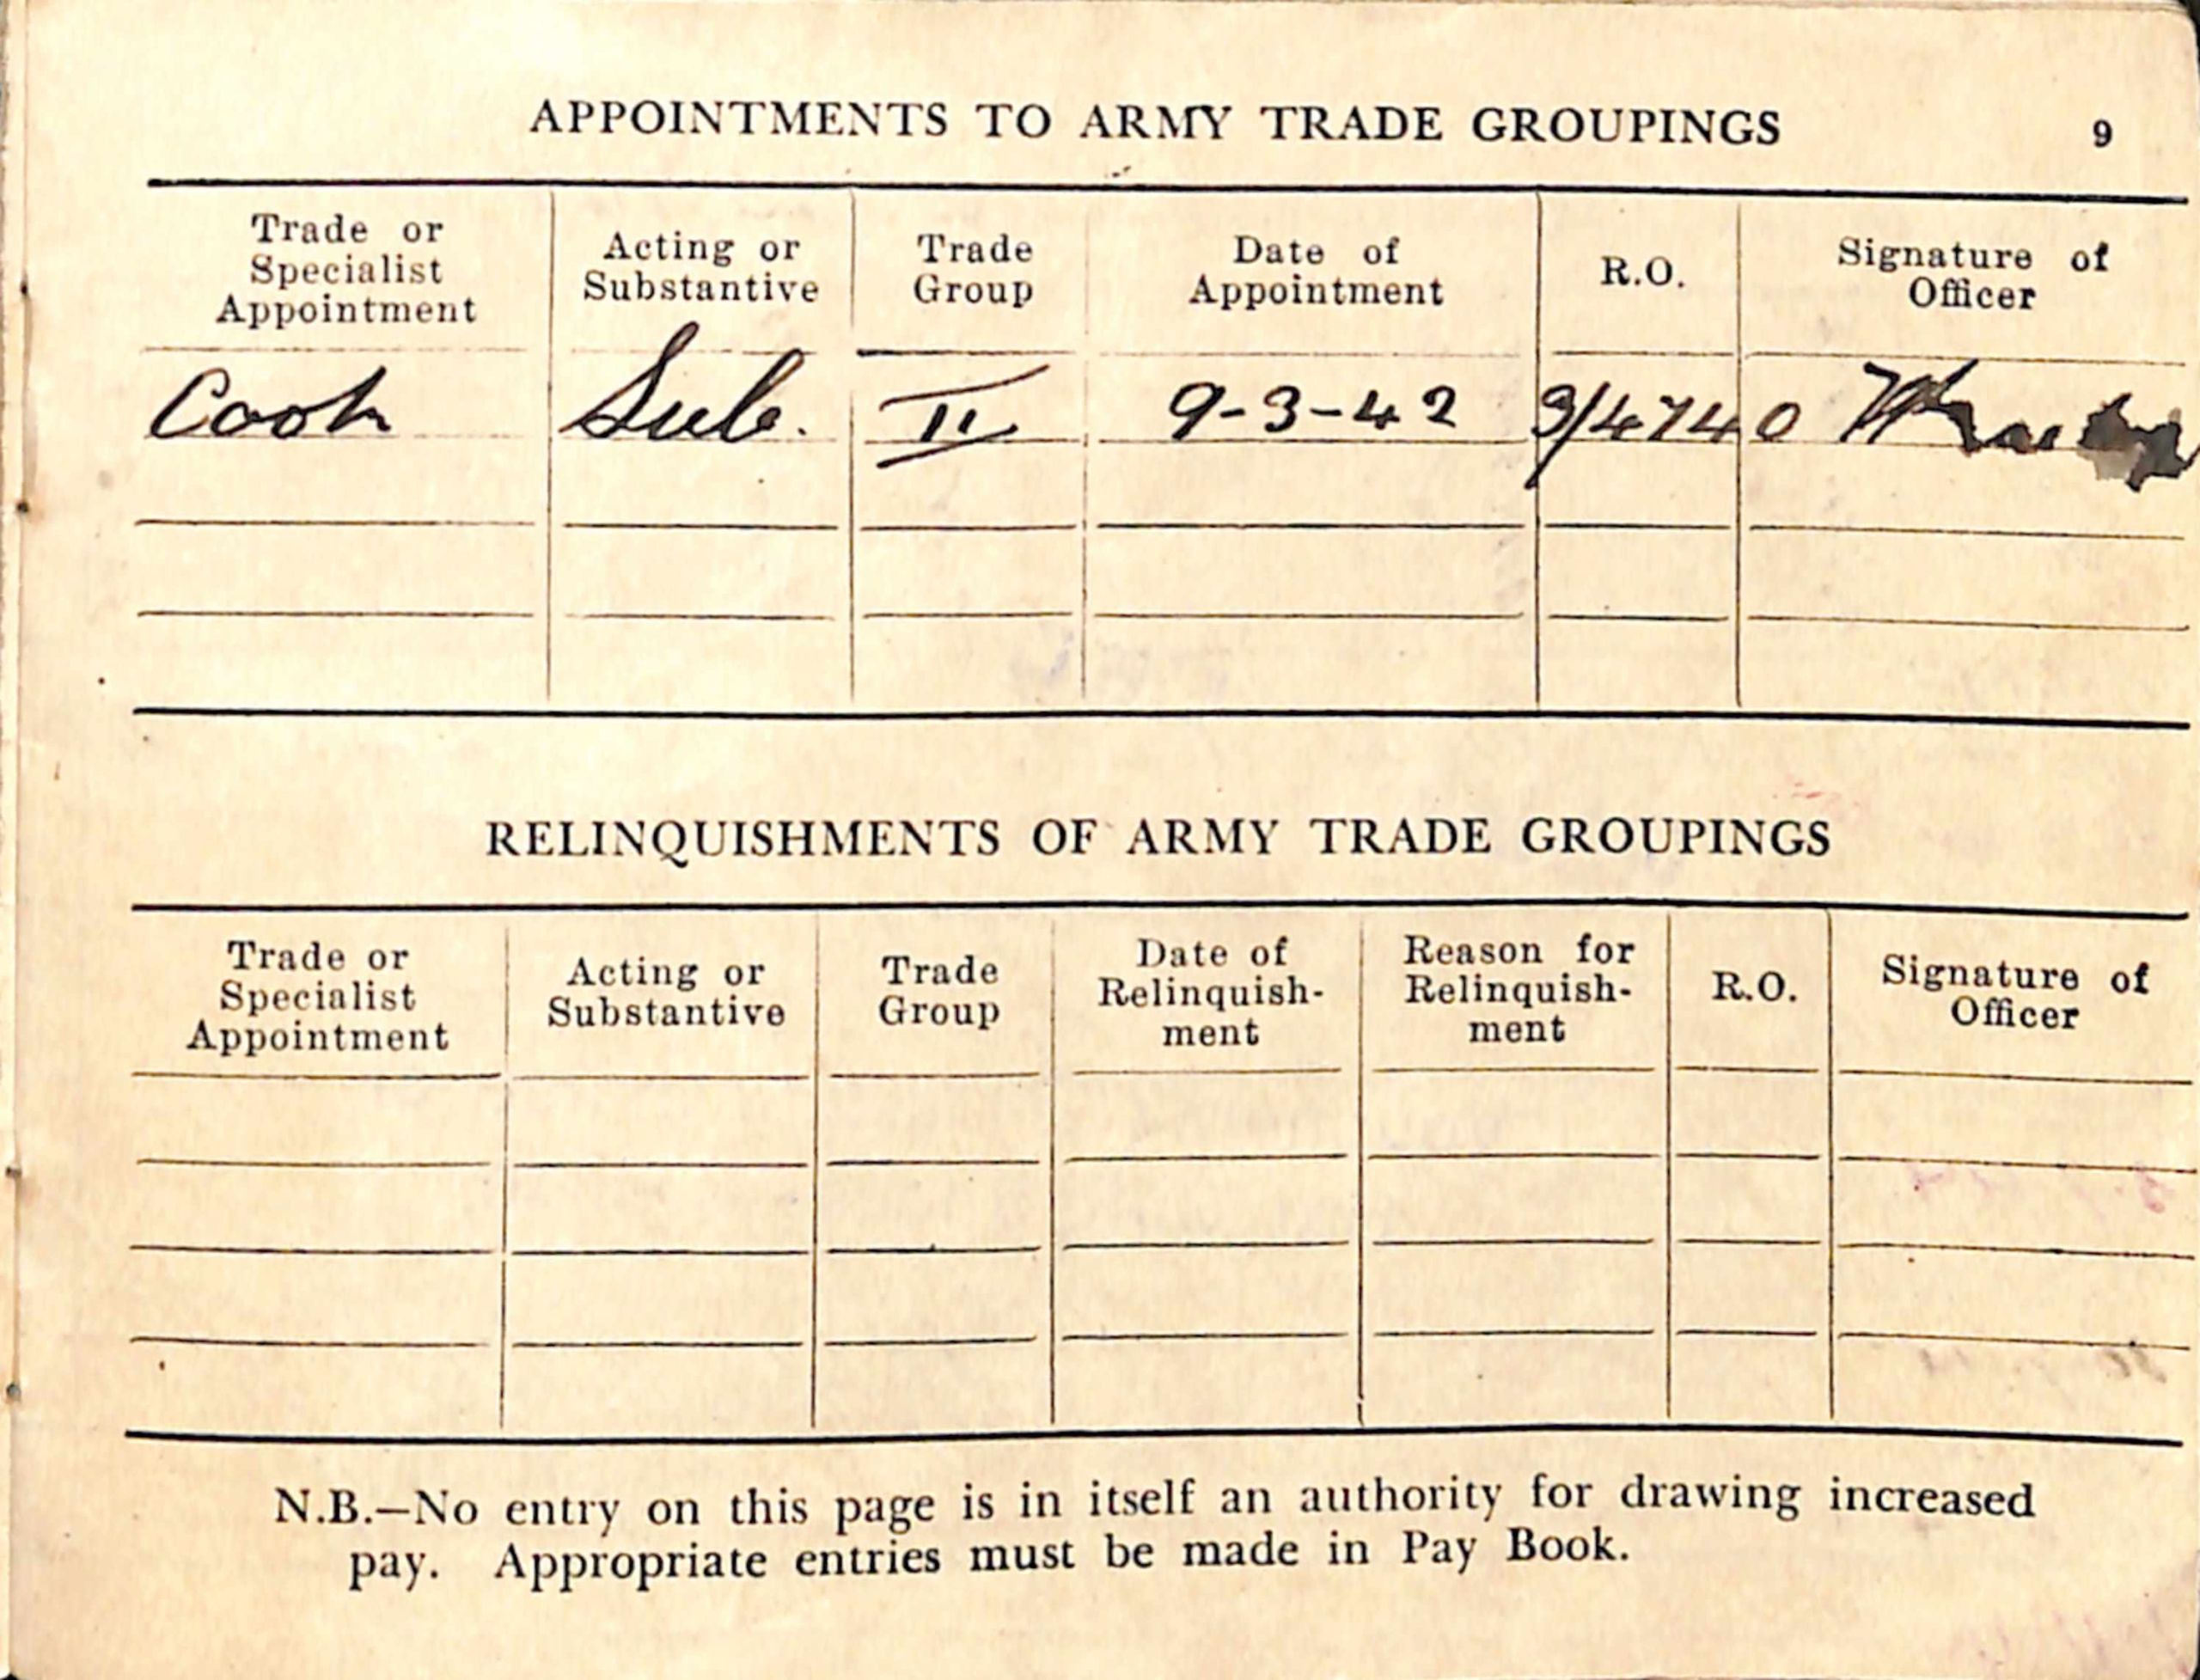 APPOINTMENTS TO ARMY TRADE GROUPINGS 9
Trade or Specialist Appointment Acting or Substantive Trade Group Date of Appointment R.O. Signature of Officer
Cook Sub. II 9-3-42 3/4740
RELINQUISHMENTS OF ARMY TRADE GROUPINGS
Trade or Specialist Appointment Acting or Substantive Trade Group Date of Relinquish- ment Reason for Relinquish- ment R.O. Signature of Officer
N.B.—No entry on this page is in itself an authority for drawing increased
pay. Appropriate entries must be made in Pay Book.